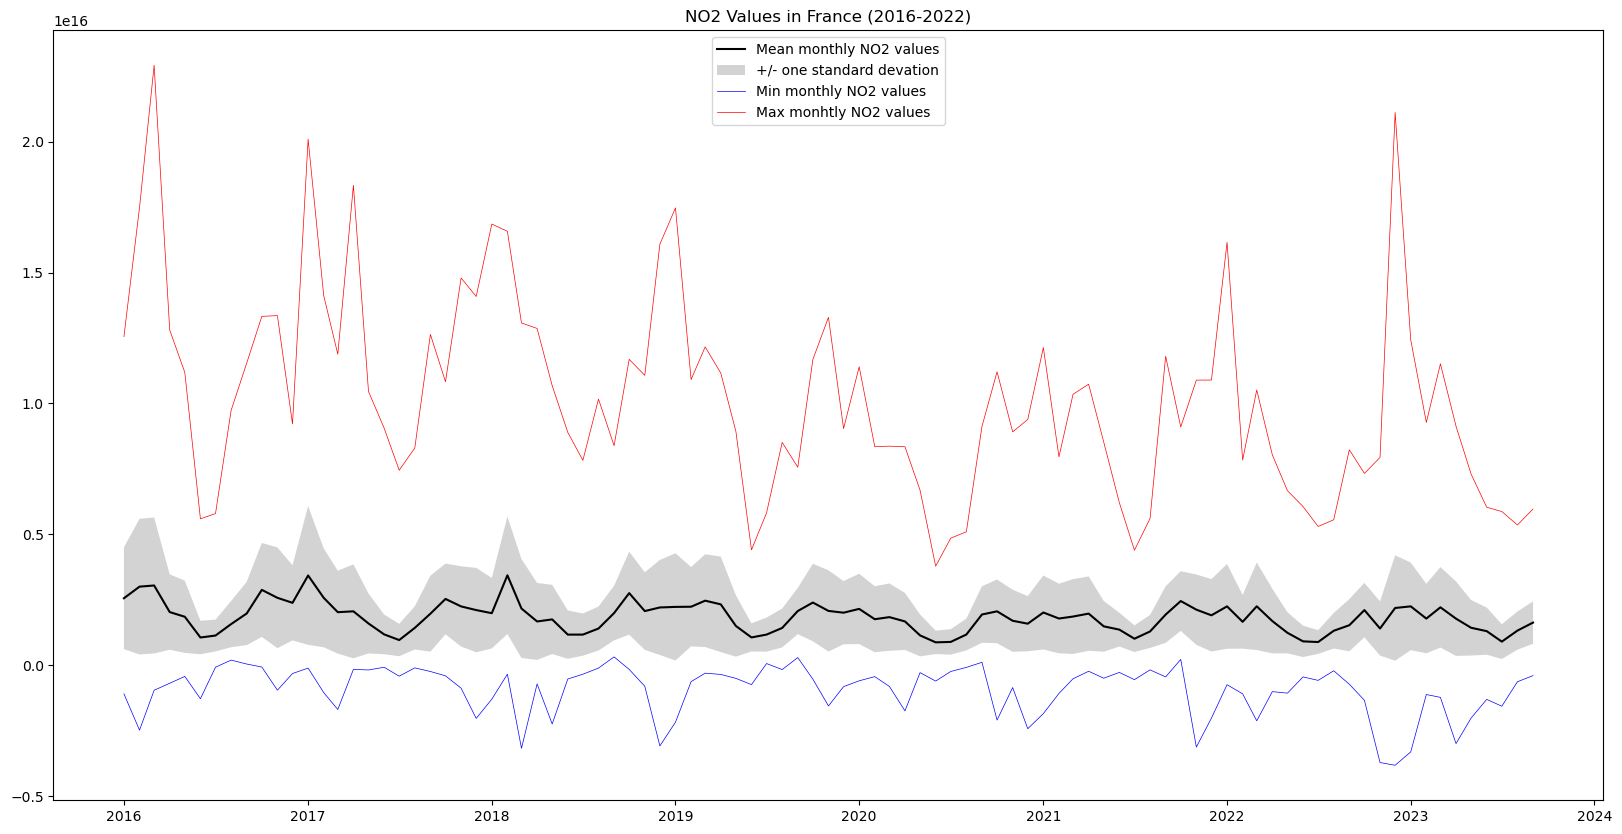 NO2 Values in France (2016-2022)
1e16
Mean monthly NO2 values
+/- one standard devation
Min monthly NO2 values
Max monhtly NO2 values
2.0
1.5
1.0
0.5
0.0
−0.5
2016 2017 2018 2019 2020 2021 2022 2023 2024